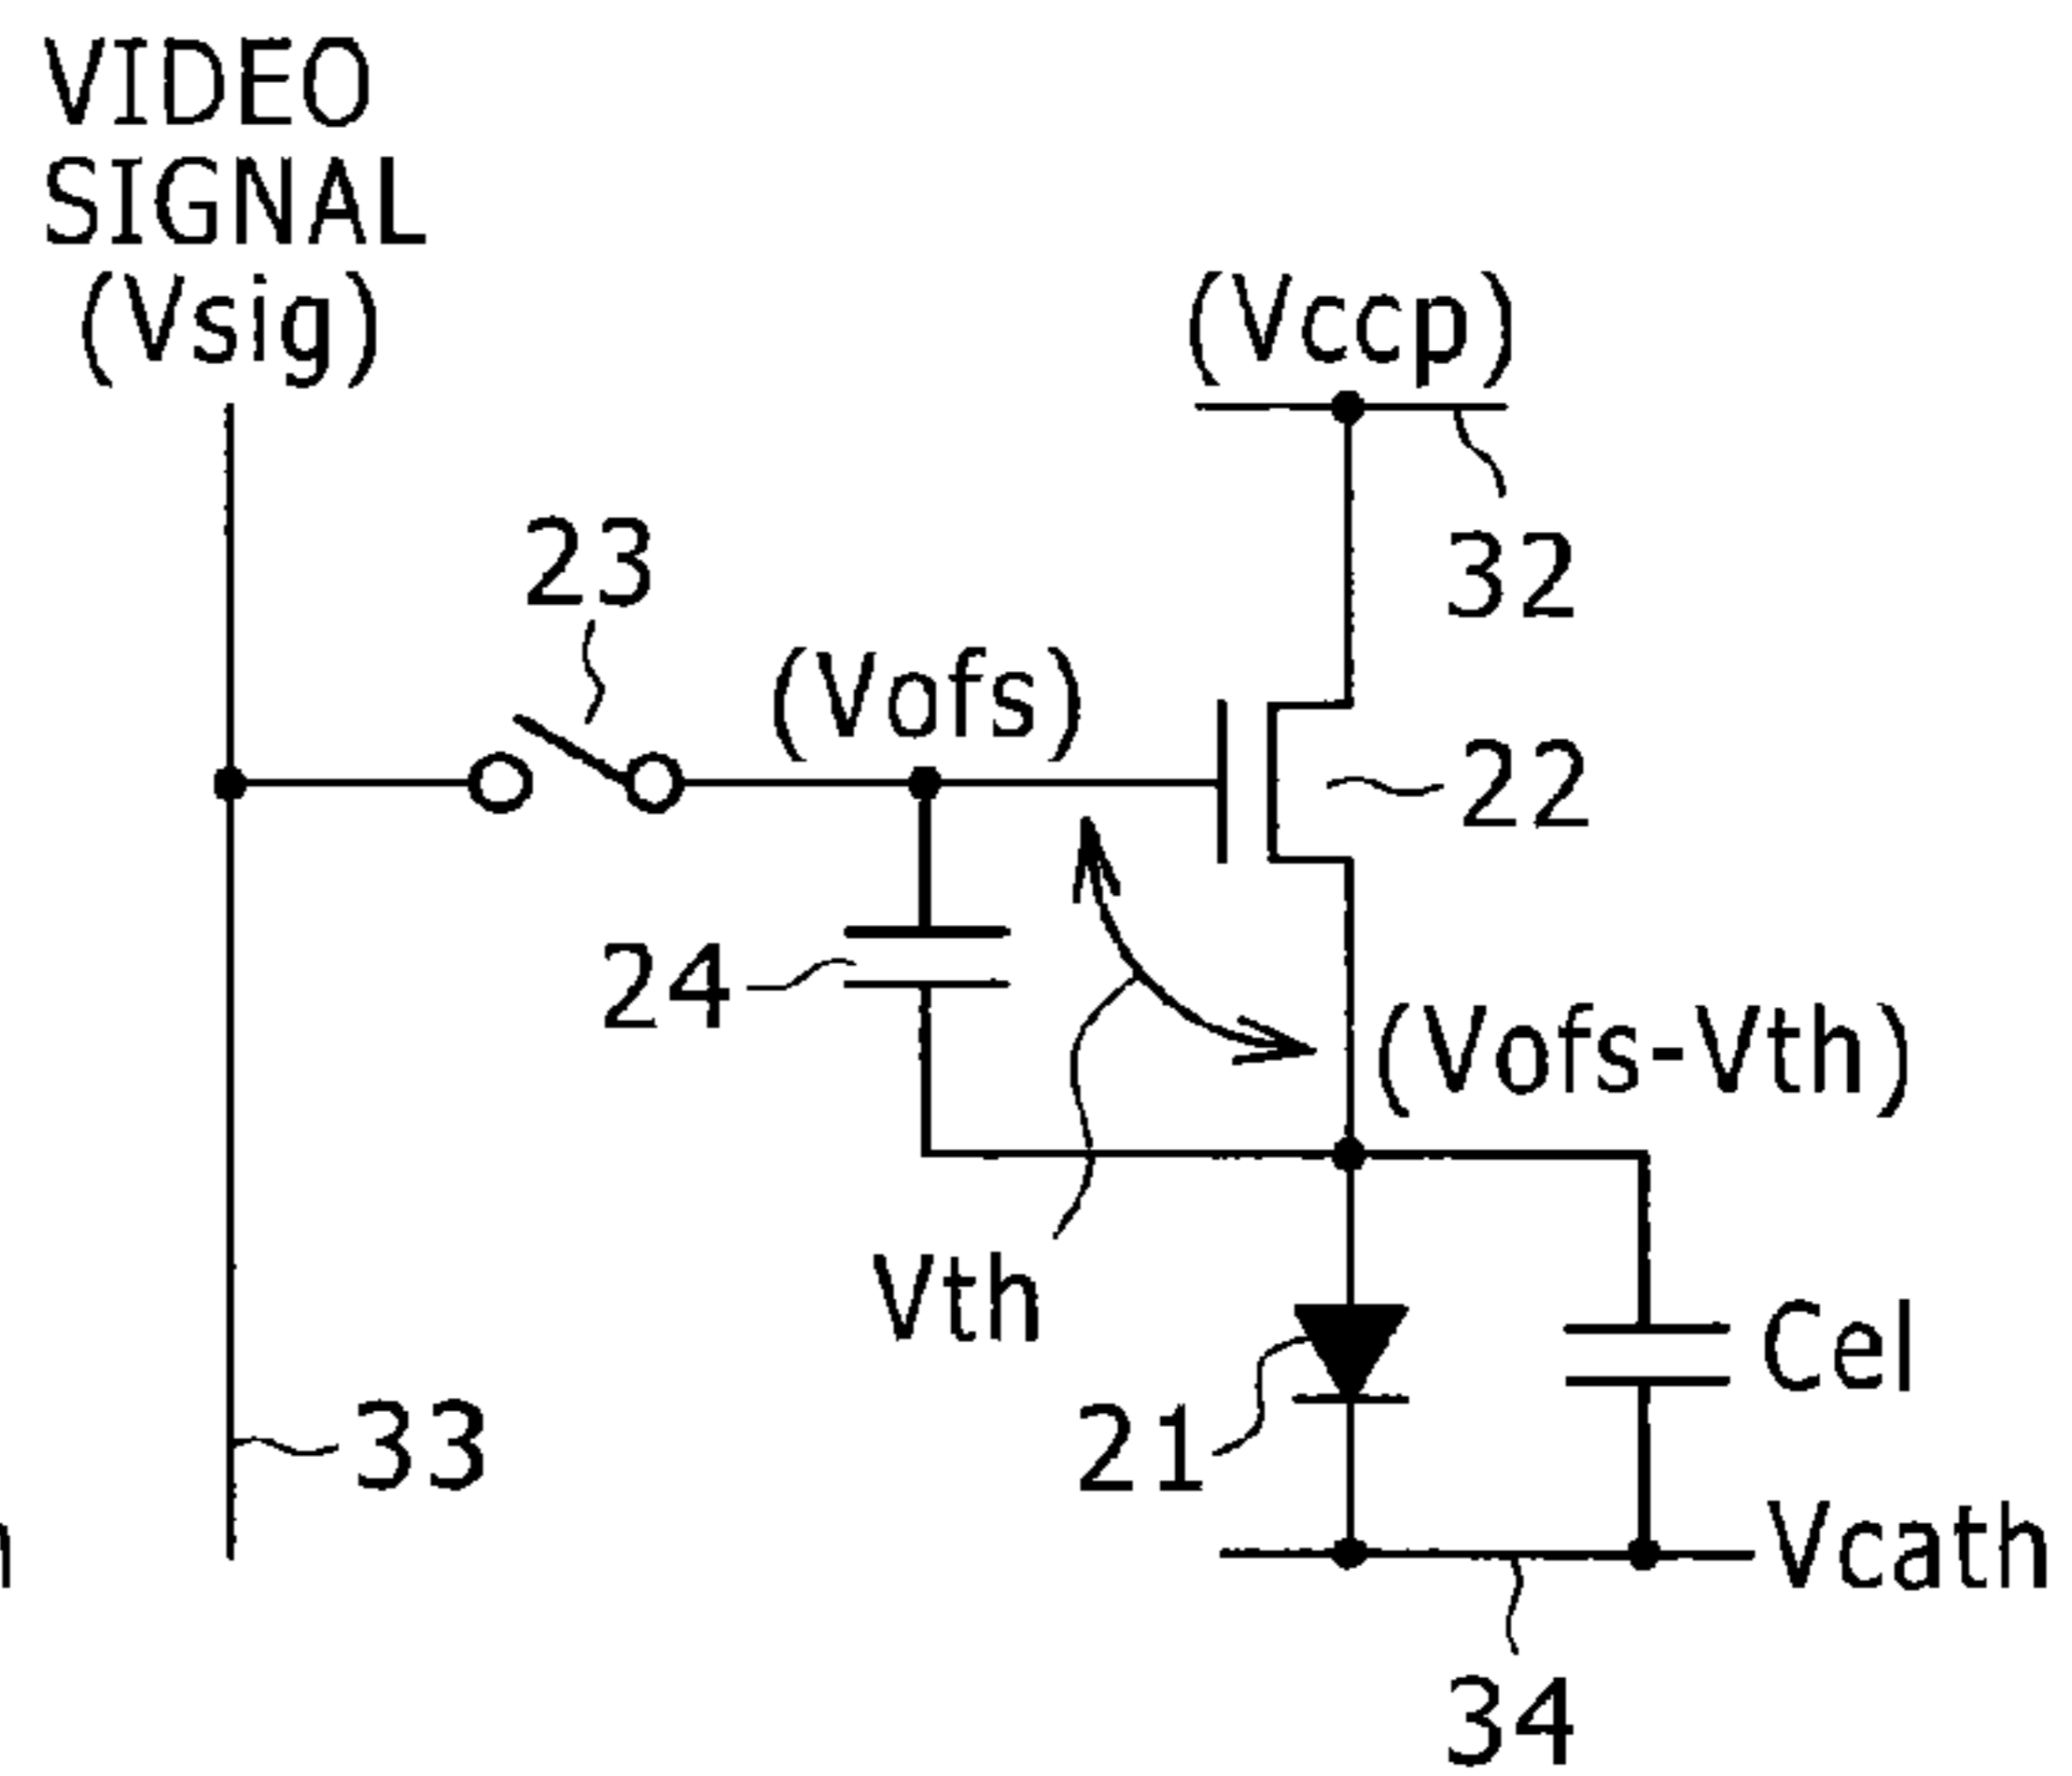 VIDEO
SIGNAL
(Vsig)
(Vccp)
32
23
(Vofs)
22
24
(Vofs-Vth)
Vth
Cel
21
33
Vcath
34